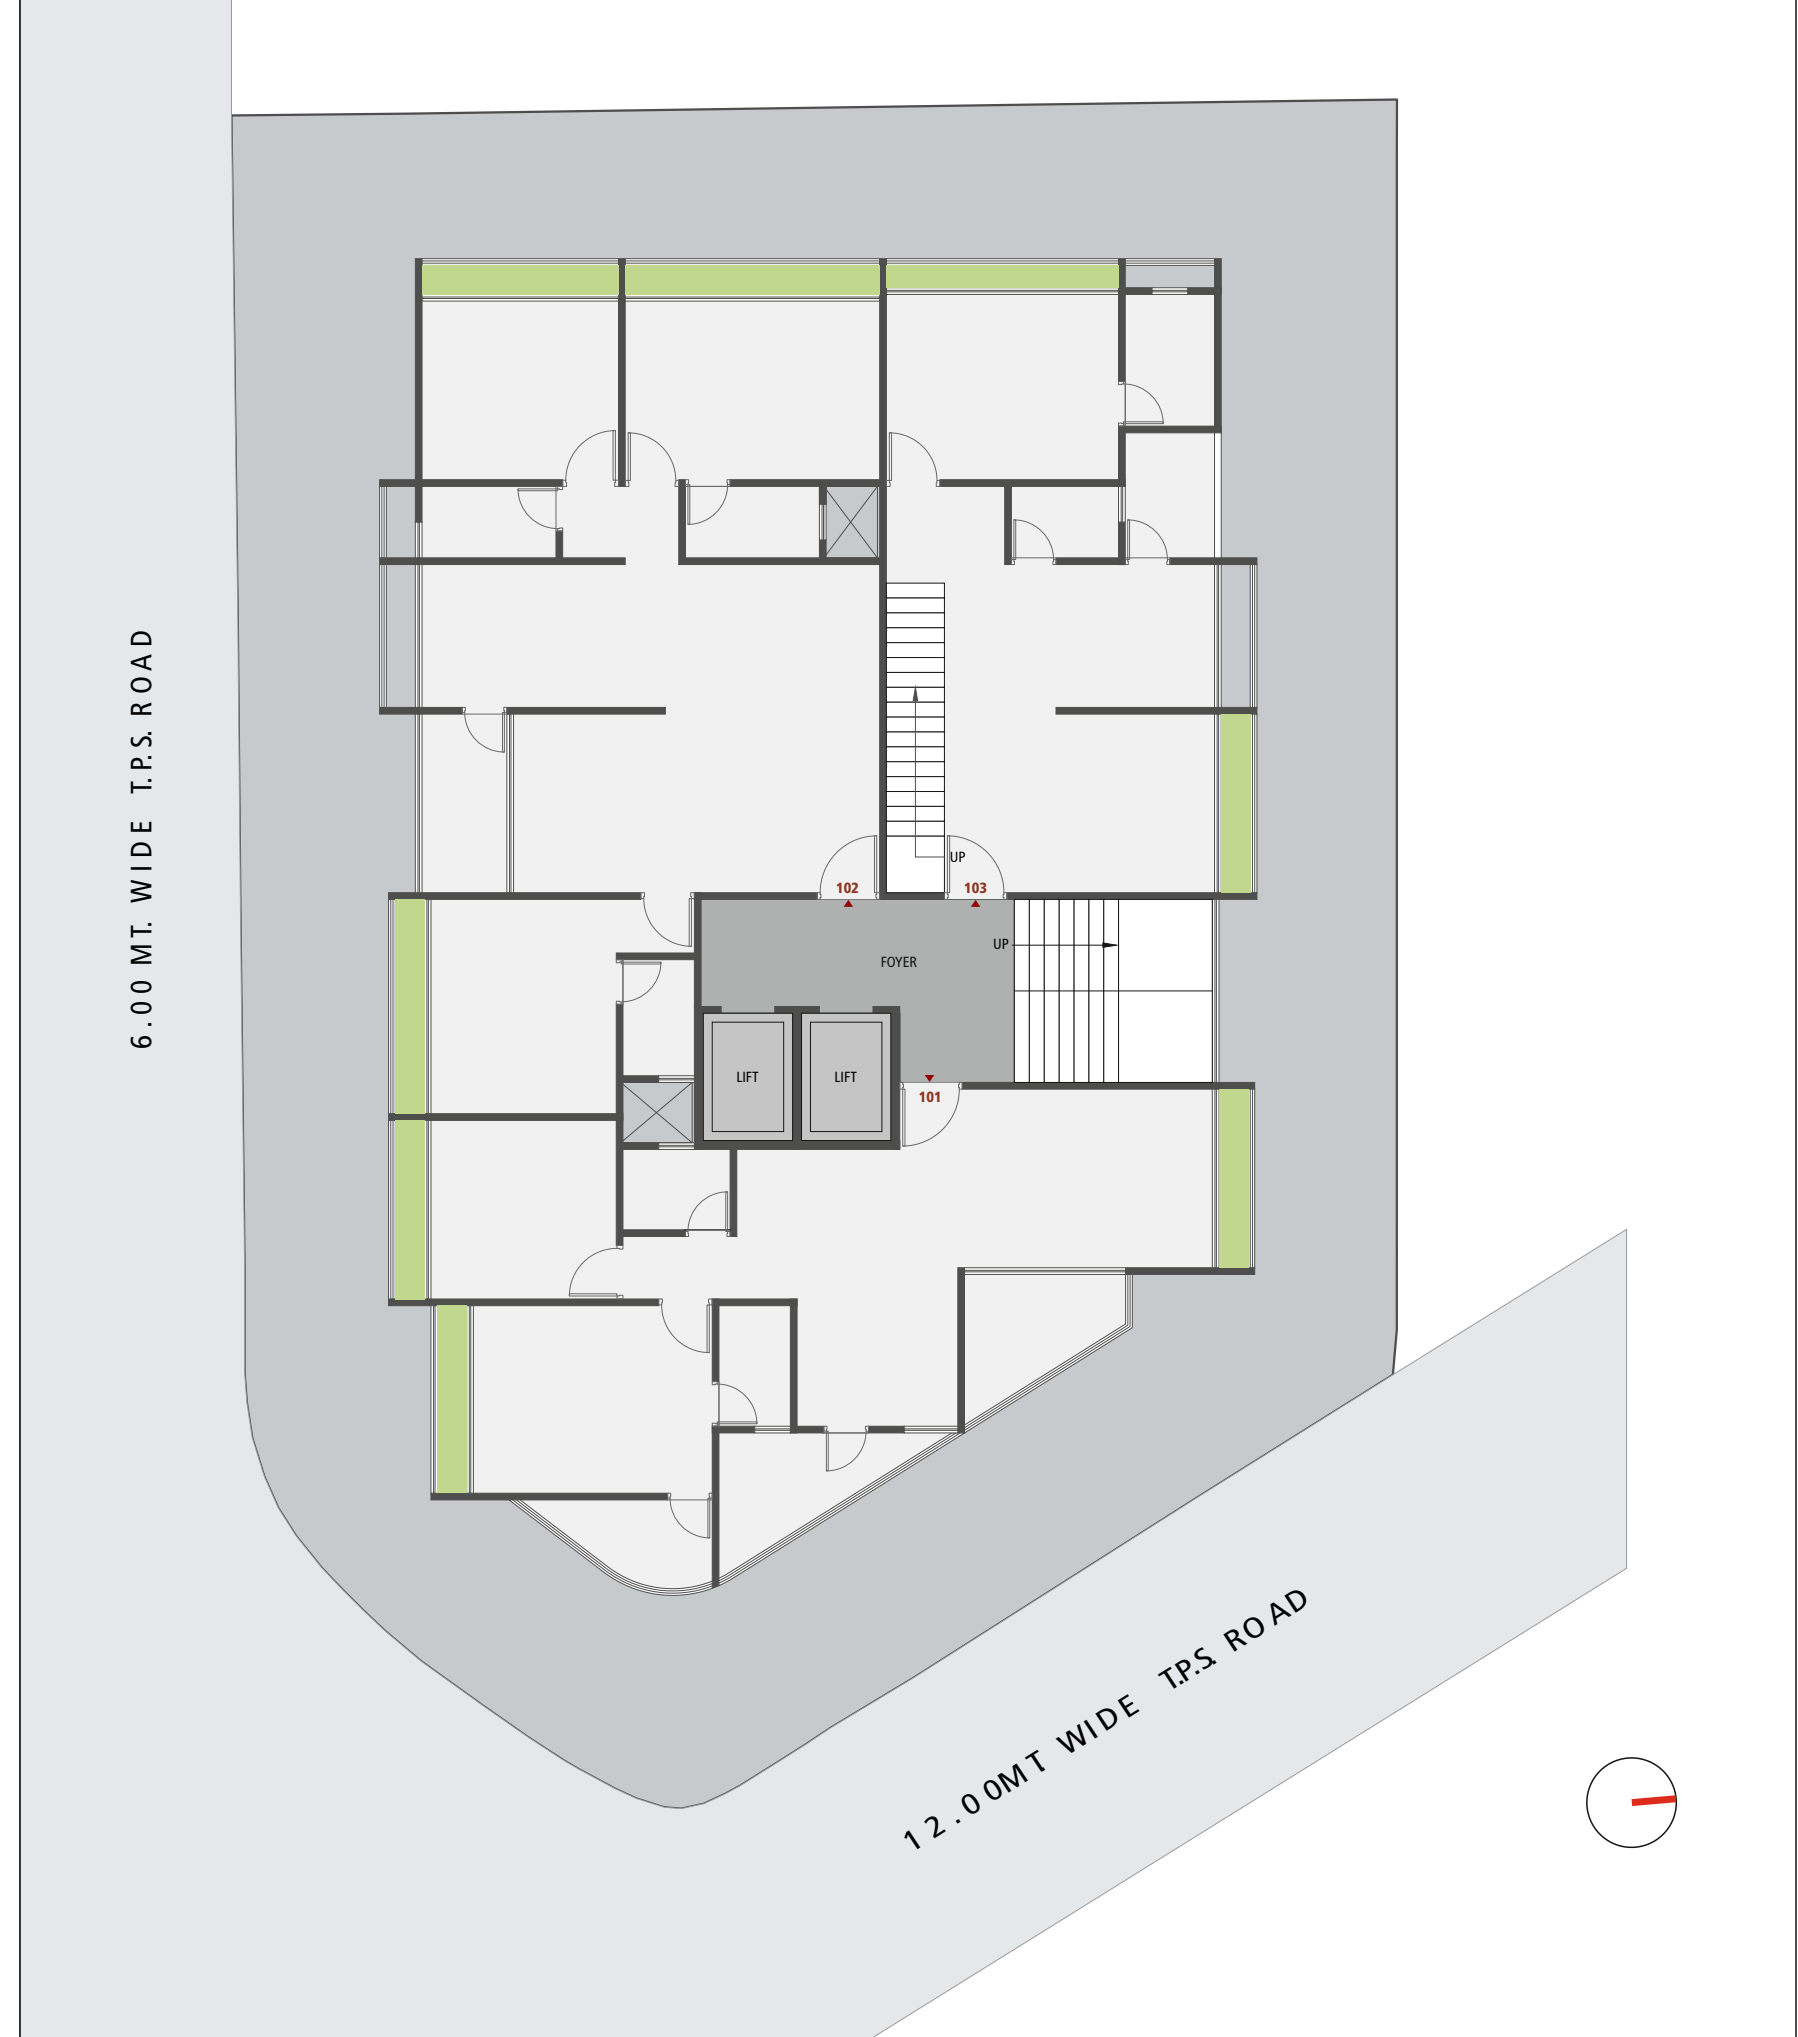 6.00 MT. WIDE T.P.S. ROAD
UP
102
103
UP
FOYER
LIFT
LIFT
101
12.00MT. WIDE T.P.S. ROAD